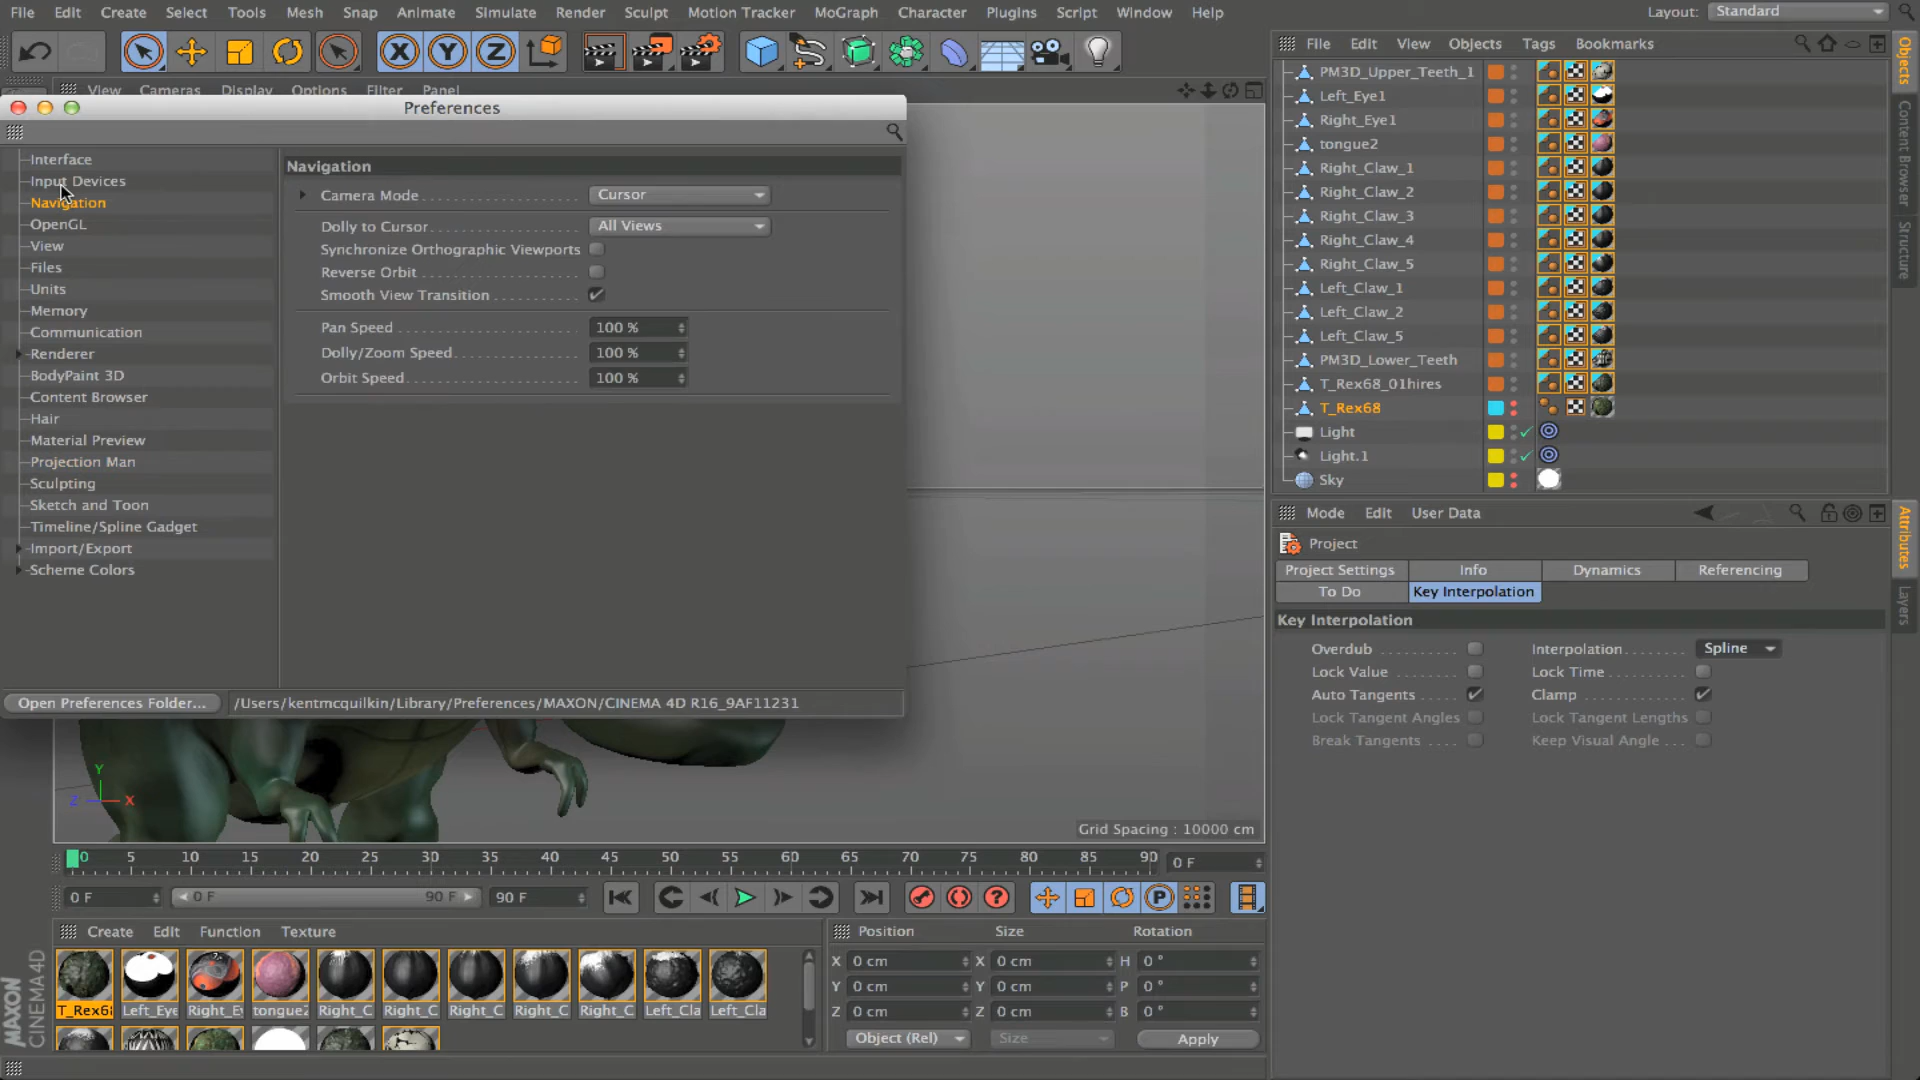 File Edit Create Select Tools Mesh Snap Animate Simulate Render Sculpt Motion Tracker MoGraph Character Plugins Script Window Help Layout: Standard
View Cameras Display Options Filter Panel
Preferences
Interface
Input Devices
Navigation
OpenGL
View
Files
Units
Memory
Communication
Renderer
BodyPaint 3D
Content Browser
Hair
Material Preview
Projection Man
Sculpting
Sketch and Toon
Timeline/Spline Gadget
Import/Export
Scheme Colors
Navigation
Camera Mode Cursor
Dolly to Cursor All Views
Synchronize Orthographic Viewports
Reverse Orbit
Smooth View Transition
Pan Speed 100 %
Dolly/Zoom Speed 100 %
Orbit Speed 100 %
Open Preferences Folder... /Users/kentmcquilkin/Library/Preferences/MAXON/CINEMA 4D R16_9AF11231
Y
Z X
Grid Spacing : 10000 cm
0 5 10 15 20 25 30 35 40 45 50 55 60 65 70 75 80 85 90 0 F
0 F 0 F 90 F 90 F
P
Create Edit Function Texture
T_Rex6 Left_Eye Right_Ey tongue2 Right_C Right_C Right_C Right_C Right_C Left_Cla Left_Cla
MAXON
CINEMA 4D
Position Size Rotation
X 0 cm X 0 cm H 0 °
Y 0 cm Y 0 cm P 0 °
Z 0 cm Z 0 cm B 0 °
Object (Rel) Size Apply
File Edit View Objects Tags Bookmarks
PM3D_Upper_Teeth_1
Left_Eye1
Right_Eye1
tongue2
Right_Claw_1
Right_Claw_2
Right_Claw_3
Right_Claw_4
Right_Claw_5
Left_Claw_1
Left_Claw_2
Left_Claw_5
PM3D_Lower_Teeth
T_Rex68_01hires
T_Rex68
Light
Light.1
Sky
Objects
Content Browser
Structure
Mode Edit User Data
Project
Project Settings Info Dynamics Referencing
To Do Key Interpolation
Key Interpolation
Overdub Interpolation Spline
Lock Value Lock Time
Auto Tangents Clamp
Lock Tangent Angles Lock Tangent Lengths
Break Tangents Keep Visual Angle
Attributes
Layers
X Y Z